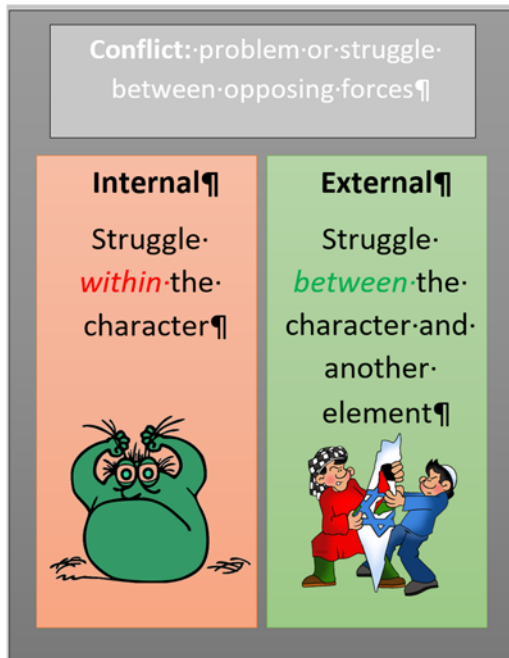 Conflict:·problem·or·struggle·
between·opposing·forces¶
Internal¶
Struggle·
within·the·
character¶
External¶
Struggle·
between·the·
character·and·
another·
element¶